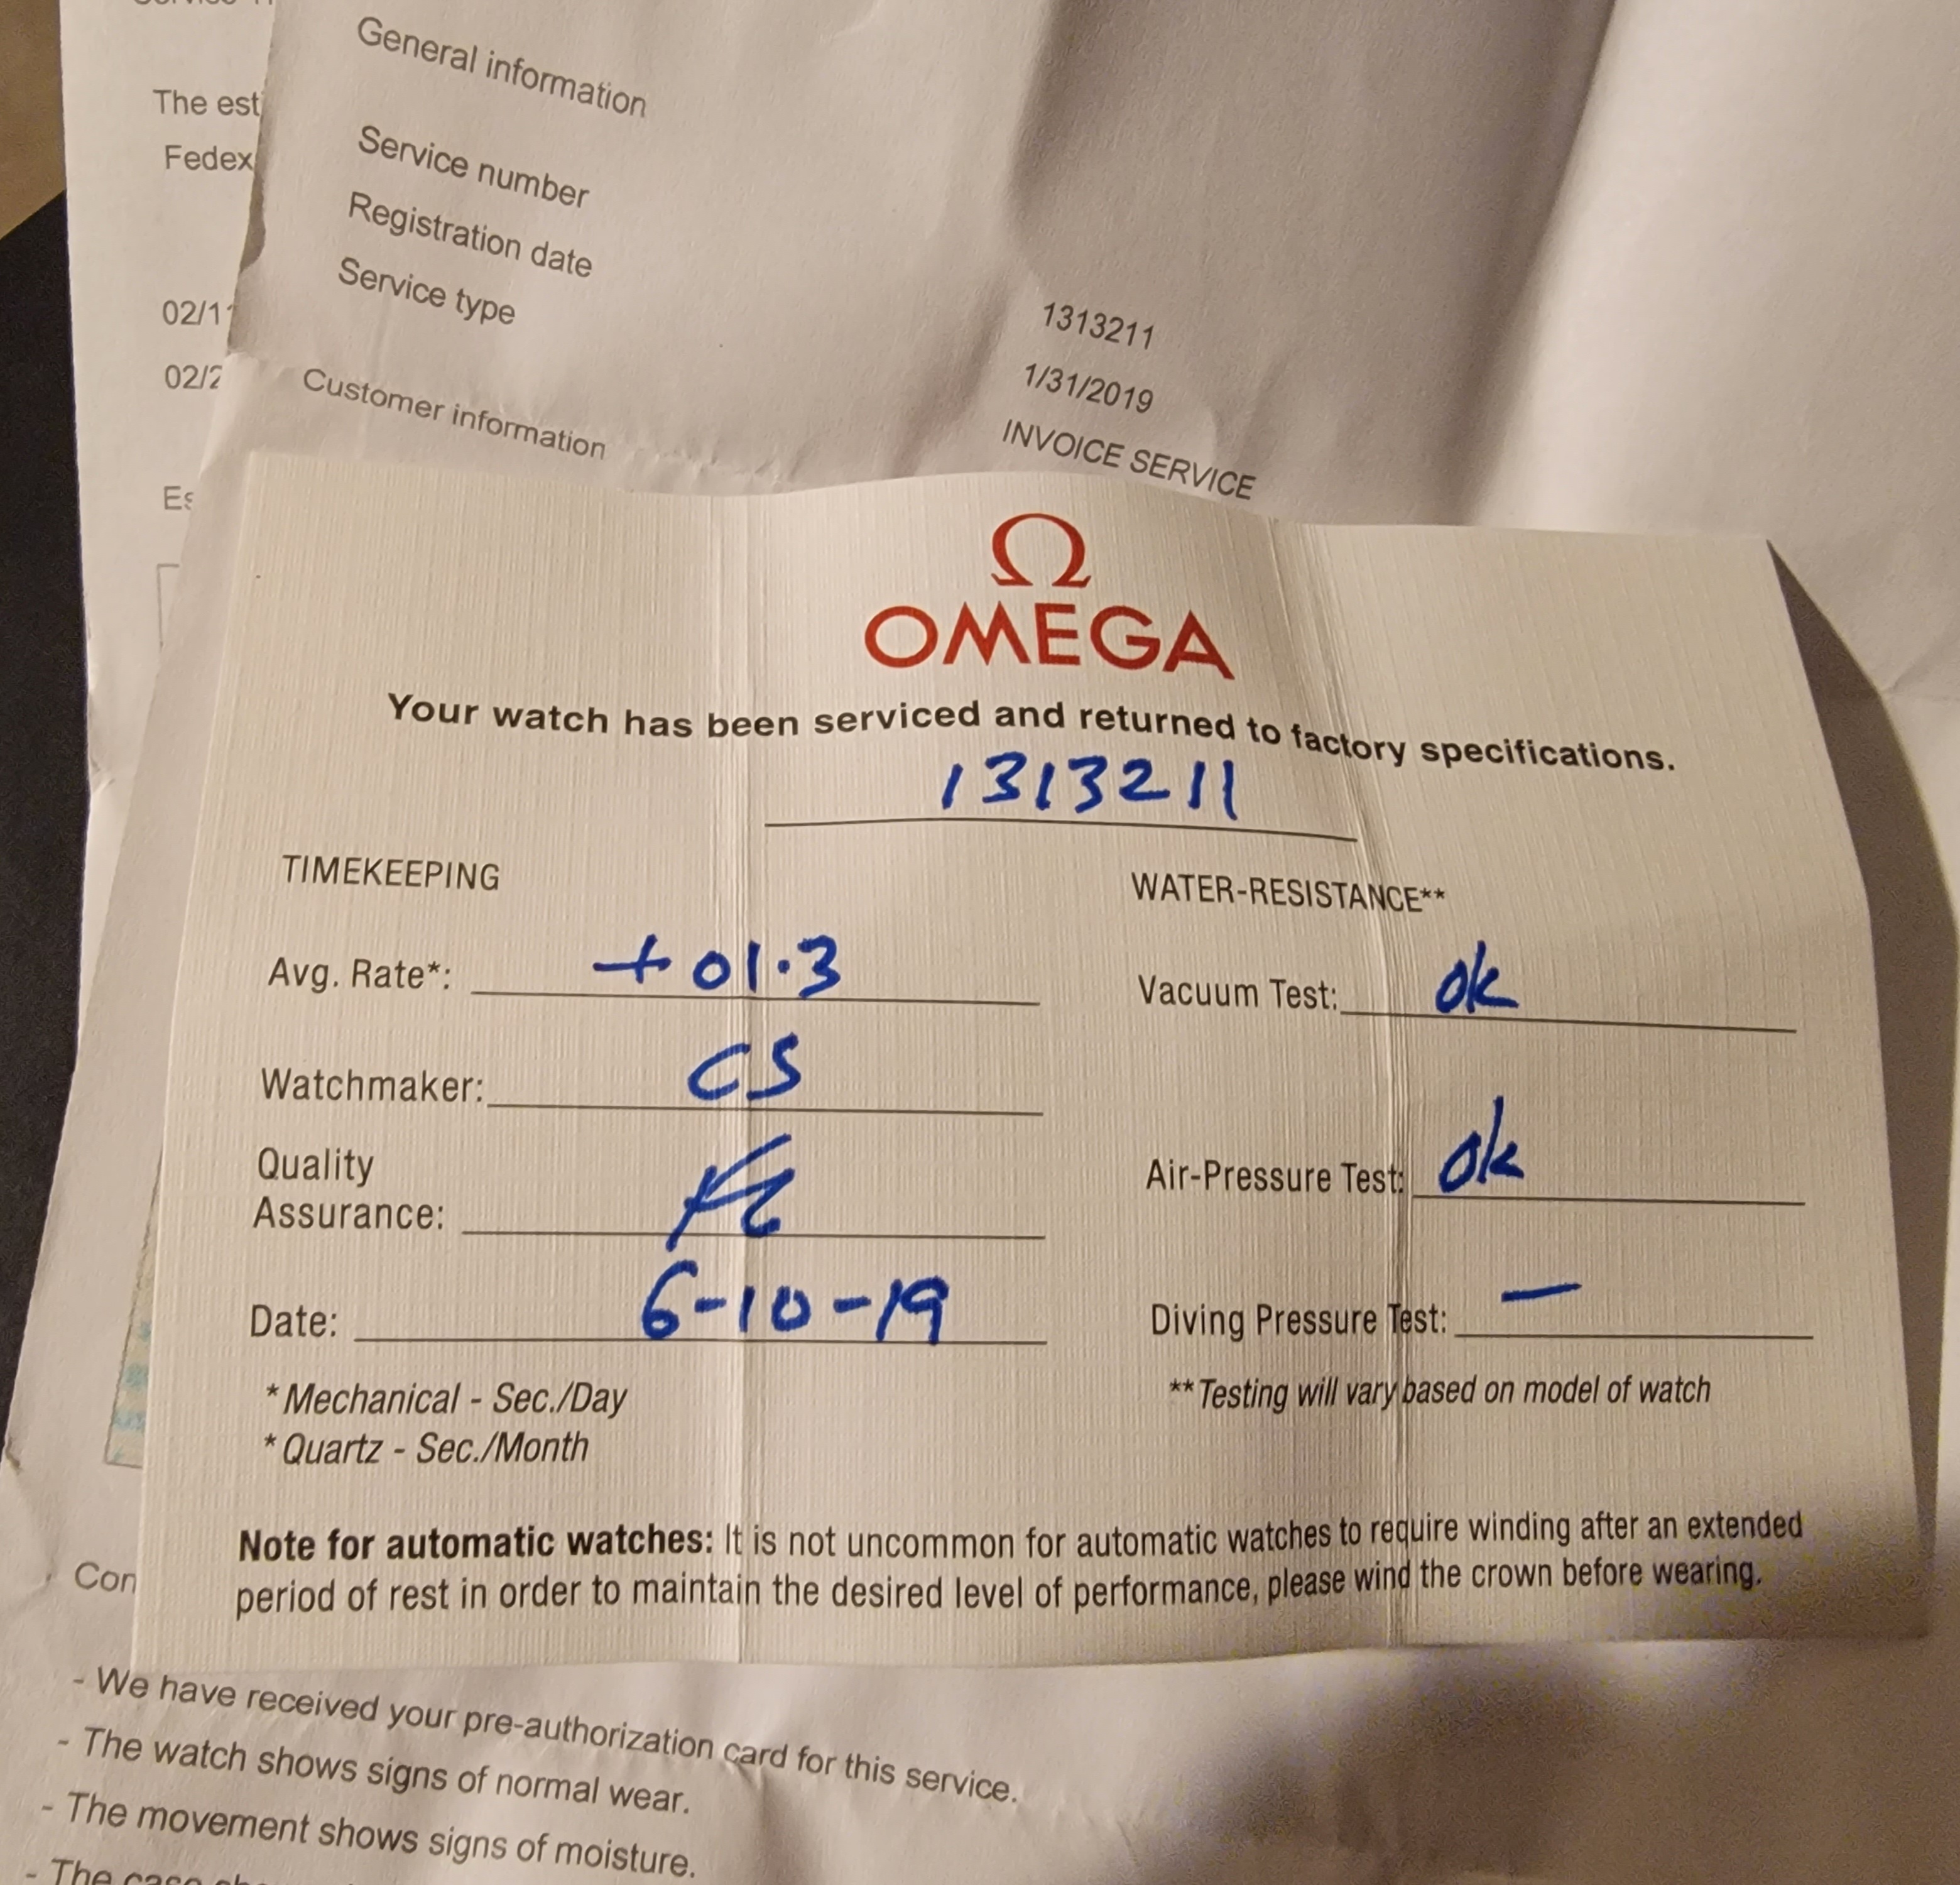 General information
The est
Service number
Fedex
Registration date
Service type
02/11
1313211
02/2
1/31/2019
Customer information
INVOICE SERVICE
Es
Ω
OMEGA
Your watch has been serviced and returned to factory specifications.
1313211
TIMEKEEPING
WATER-RESISTANCE**
Avg. Rate*: +01.3
Vacuum Test: ok
Watchmaker: CS
Quality
Assurance:
Air-Pressure Test: ok
Date: 6-10-19
Diving Pressure Test: —
*Mechanical - Sec./Day
**Testing will vary based on model of watch
*Quartz - Sec./Month
Note for automatic watches: It is not uncommon for automatic watches to require winding after an extended
period of rest in order to maintain the desired level of performance, please wind the crown before wearing.
Con
- We have received your pre-authorization card for this service.
- The watch shows signs of normal wear.
- The movement shows signs of moisture.
- The case